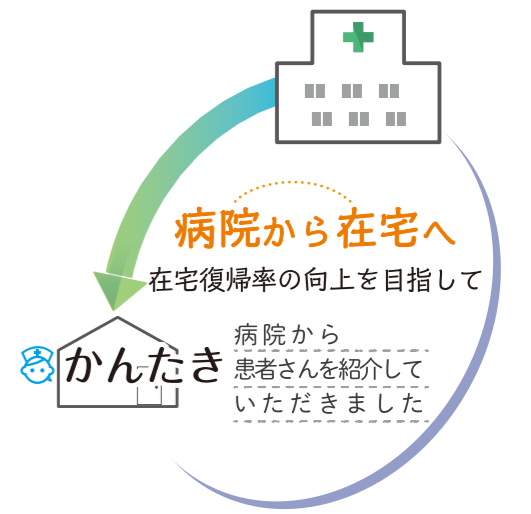 病院から在宅へ
在宅復帰率の向上を目指して
かんたき
病院から
患者さんを紹介して
いただきました